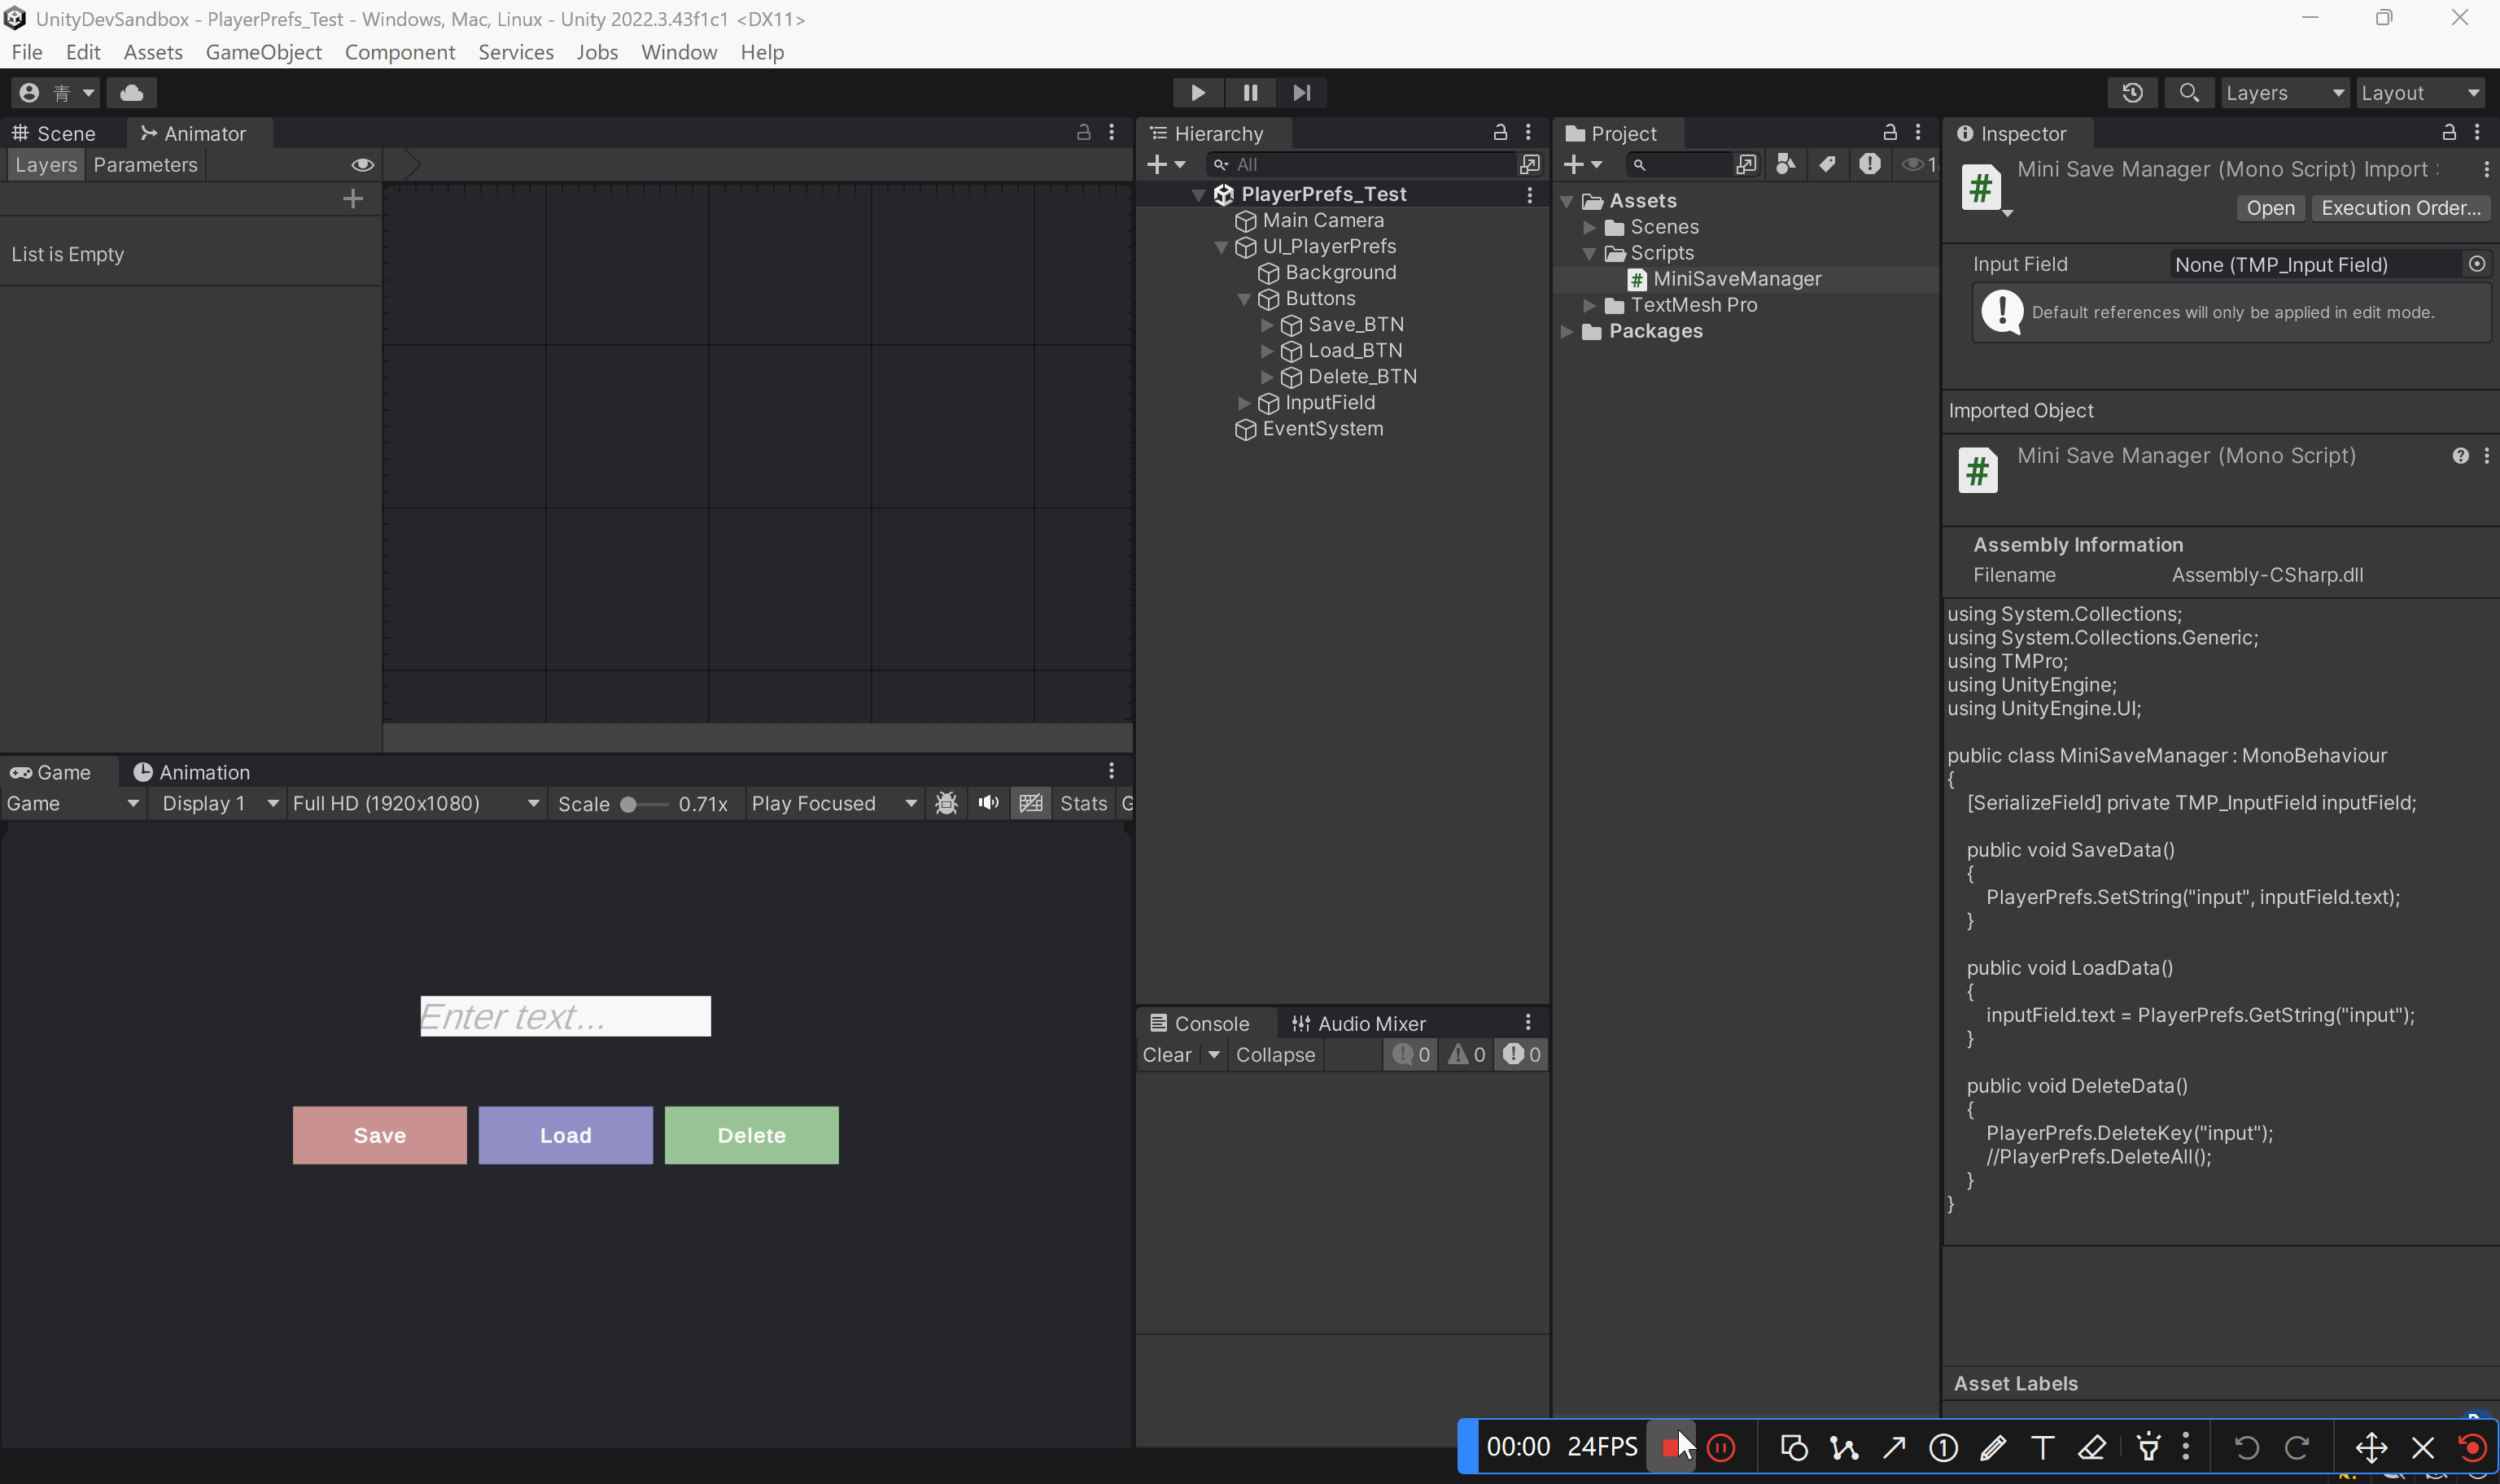 UnityDevSandbox - PlayerPrefs_Test - Windows, Mac, Linux - Unity 2022.3.43f1c1 <DX11>
File Edit Assets GameObject Component Services Jobs Window Help
青 Layers Layout
Scene Animator
Layers Parameters
List is Empty
Game Animation
Game Display 1 Full HD (1920x1080) Scale 0.71x Play Focused Stats G
Enter text...
Save Load Delete
Hierarchy
All
PlayerPrefs_Test
Main Camera
UI_PlayerPrefs
Background
Buttons
Save_BTN
Load_BTN
Delete_BTN
InputField
EventSystem
Console Audio Mixer
Clear Collapse 0 0 0
Project
Assets
Scenes
Scripts
MiniSaveManager
TextMesh Pro
Packages
Inspector
Mini Save Manager (Mono Script) Import
Open Execution Order...
Input Field None (TMP_Input Field)
Default references will only be applied in edit mode.
Imported Object
Mini Save Manager (Mono Script)
Assembly Information
Filename Assembly-CSharp.dll
using System.Collections;
using System.Collections.Generic;
using TMPro;
using UnityEngine;
using UnityEngine.UI;
public class MiniSaveManager : MonoBehaviour
{
[SerializeField] private TMP_InputField inputField;
public void SaveData()
{
PlayerPrefs.SetString("input", inputField.text);
}
public void LoadData()
{
inputField.text = PlayerPrefs.GetString("input");
}
public void DeleteData()
{
PlayerPrefs.DeleteKey("input");
//PlayerPrefs.DeleteAll();
}
}
Asset Labels
00:00 24FPS